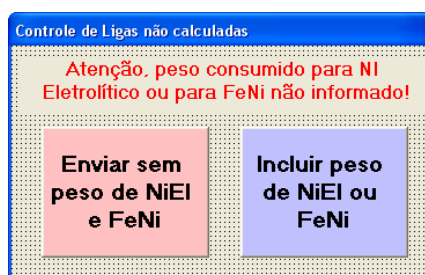 Controle de Ligas não calculadas
Atenção, peso consumido para NI
Eletrolítico ou para FeNi não informado!
Enviar sem
peso de NiEl
e FeNi
Incluir peso
de NiEl ou
FeNi